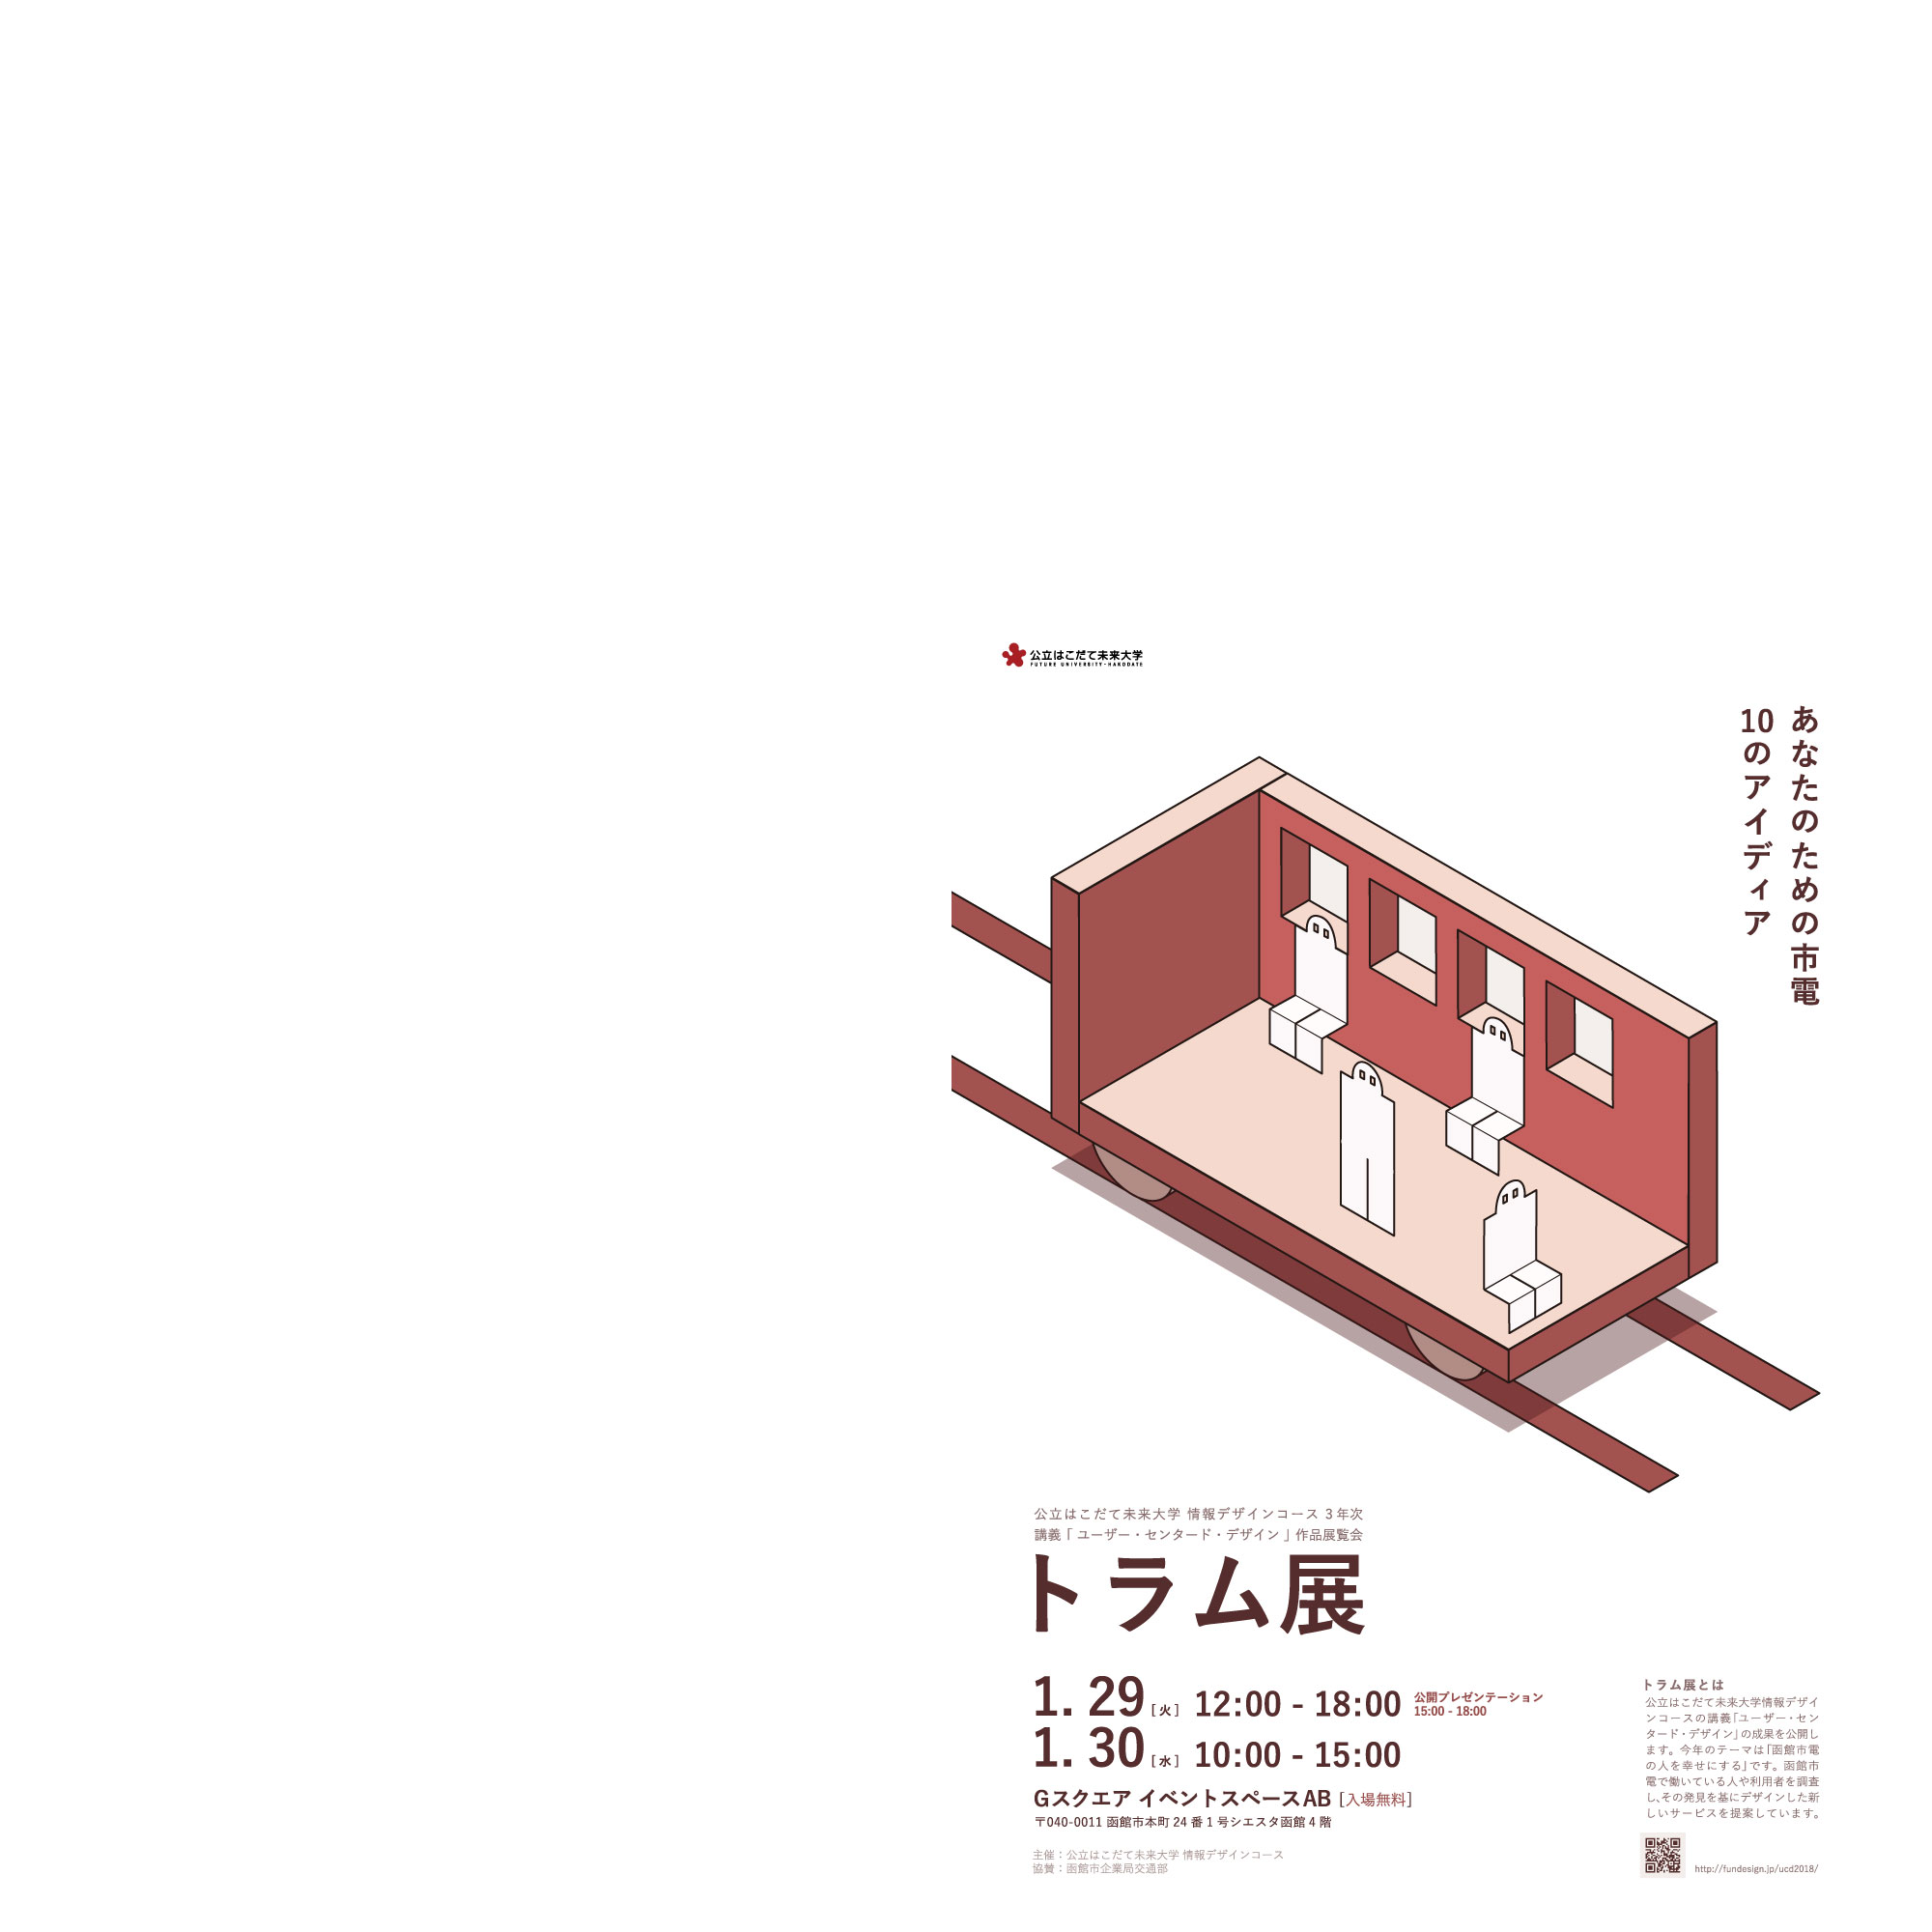 公立はこだて未来大学
FUTURE UNIVERSITY-HAKODATE
あなたのための市電
10のアイディア
公立はこだて未来大学 情報デザインコース 3年次
講義「ユーザー・センタード・デザイン」作品展覧会
トラム展
1. 29 [火] 12:00 - 18:00
公開プレゼンテーション
15:00 - 18:00
1. 30 [水] 10:00 - 15:00
Gスクエア イベントスペースAB [入場無料]
〒040-0011 函館市本町24番1号シエスタ函館4階
主催：公立はこだて未来大学 情報デザインコース
協賛：函館市企業局交通部
トラム展とは
公立はこだて未来大学情報デザイ
ンコースの講義「ユーザー・セン
タード・デザイン」の成果を公開し
ます。今年のテーマは「函館市電
の人を幸せにする」です。函館市
電で働いている人や利用者を調査
し、その発見を基にデザインした新
しいサービスを提案しています。
http://fundesign.jp/ucd2018/